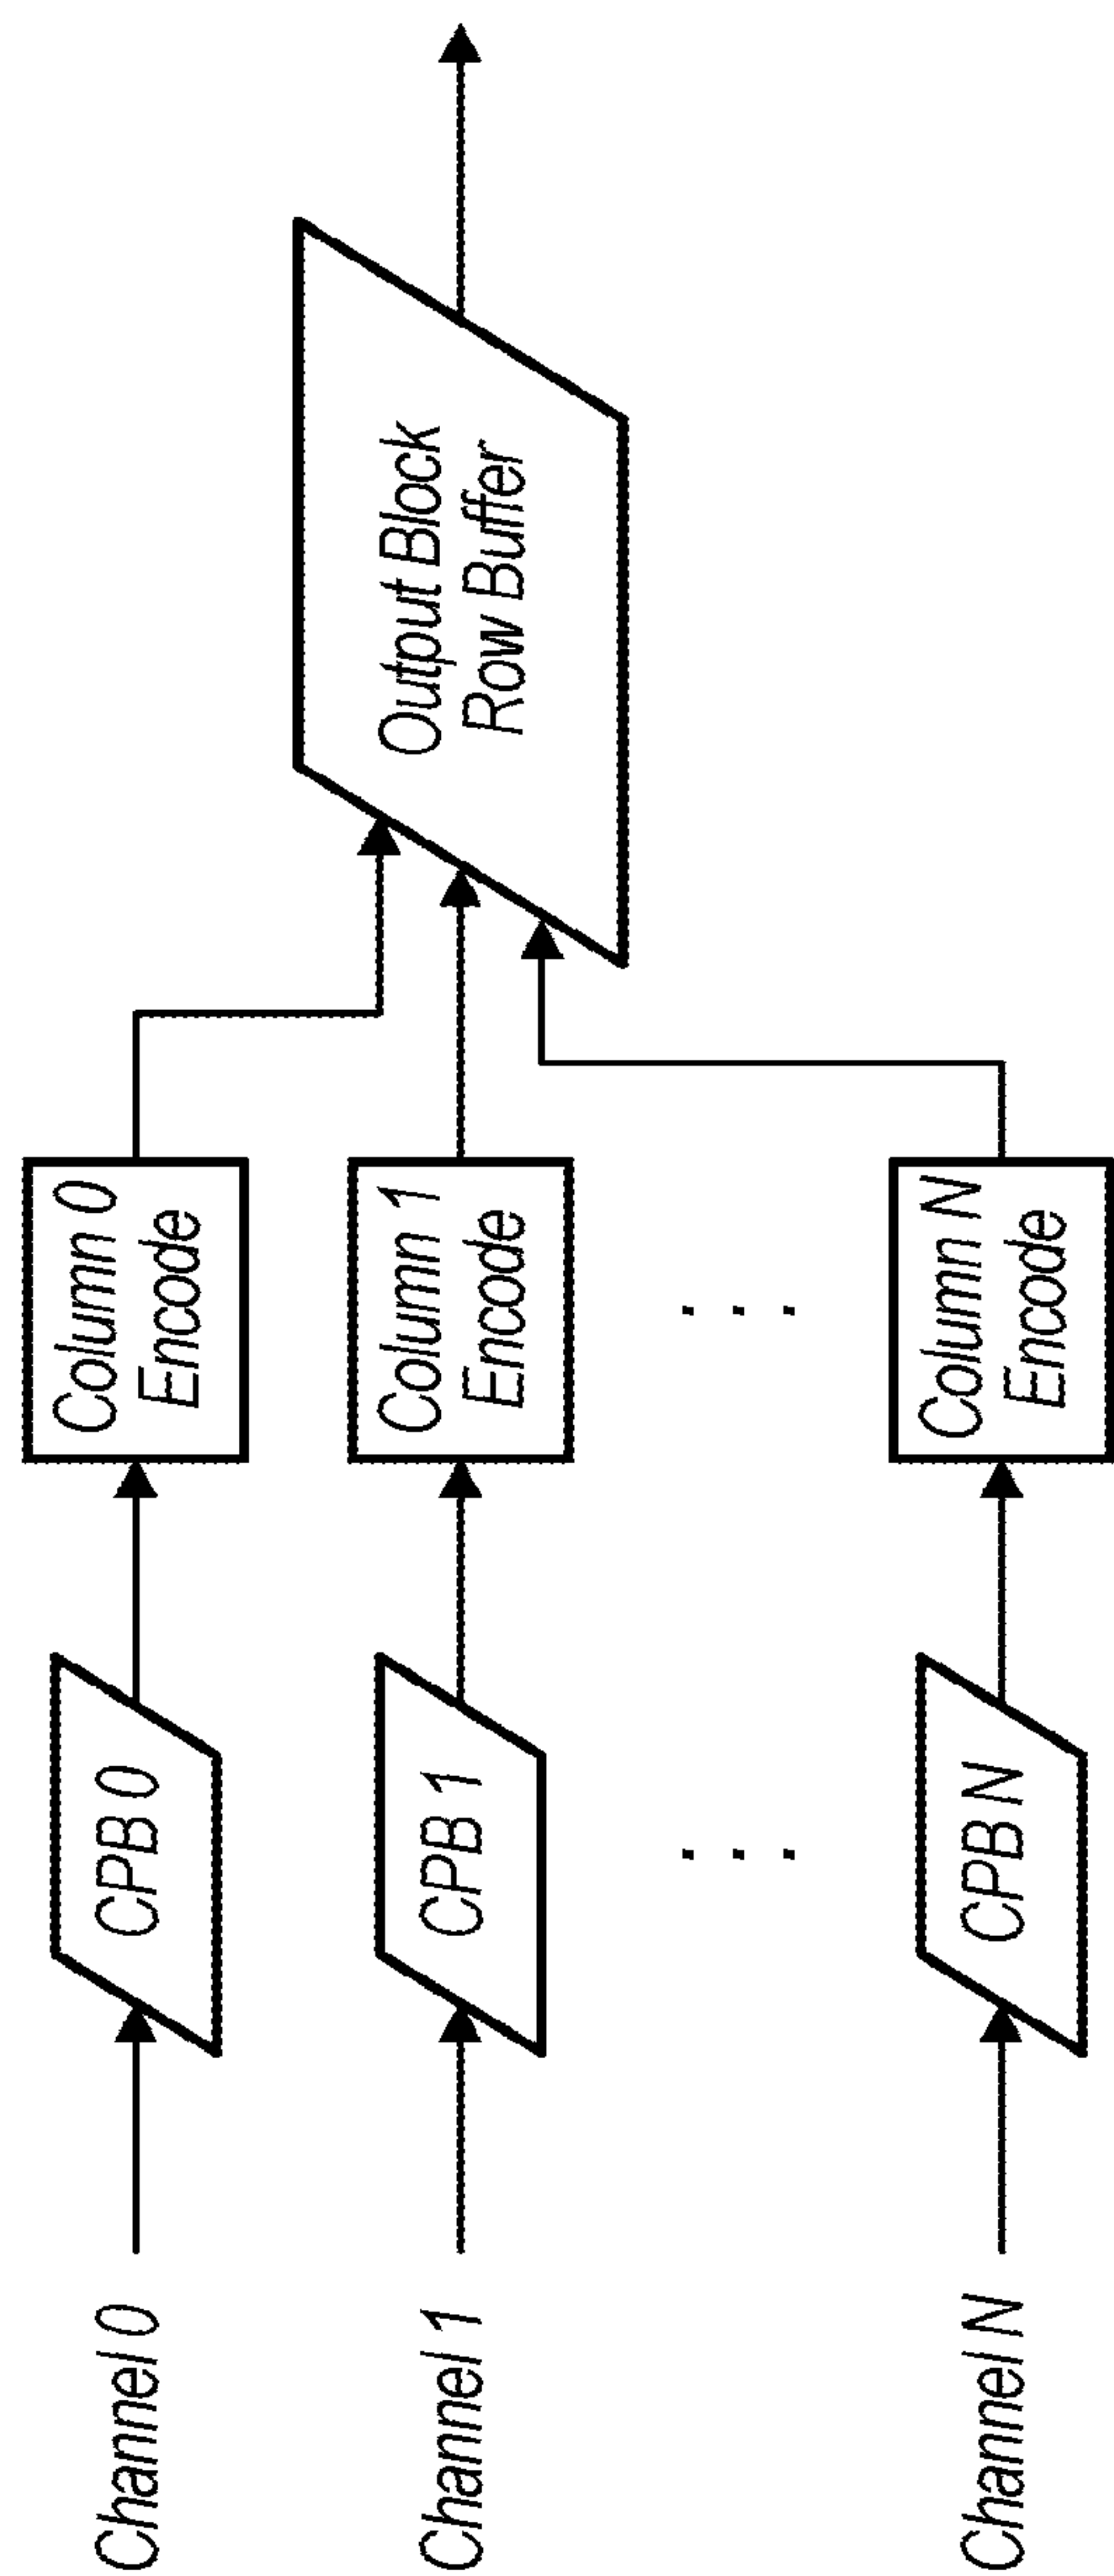 Channel 0
CPB 0
Column 0
Encode
Channel 1
CPB 1
Column 1
Encode
Output Block
Row Buffer
. . .
. . .
Channel N
CPB N
Column N
Encode